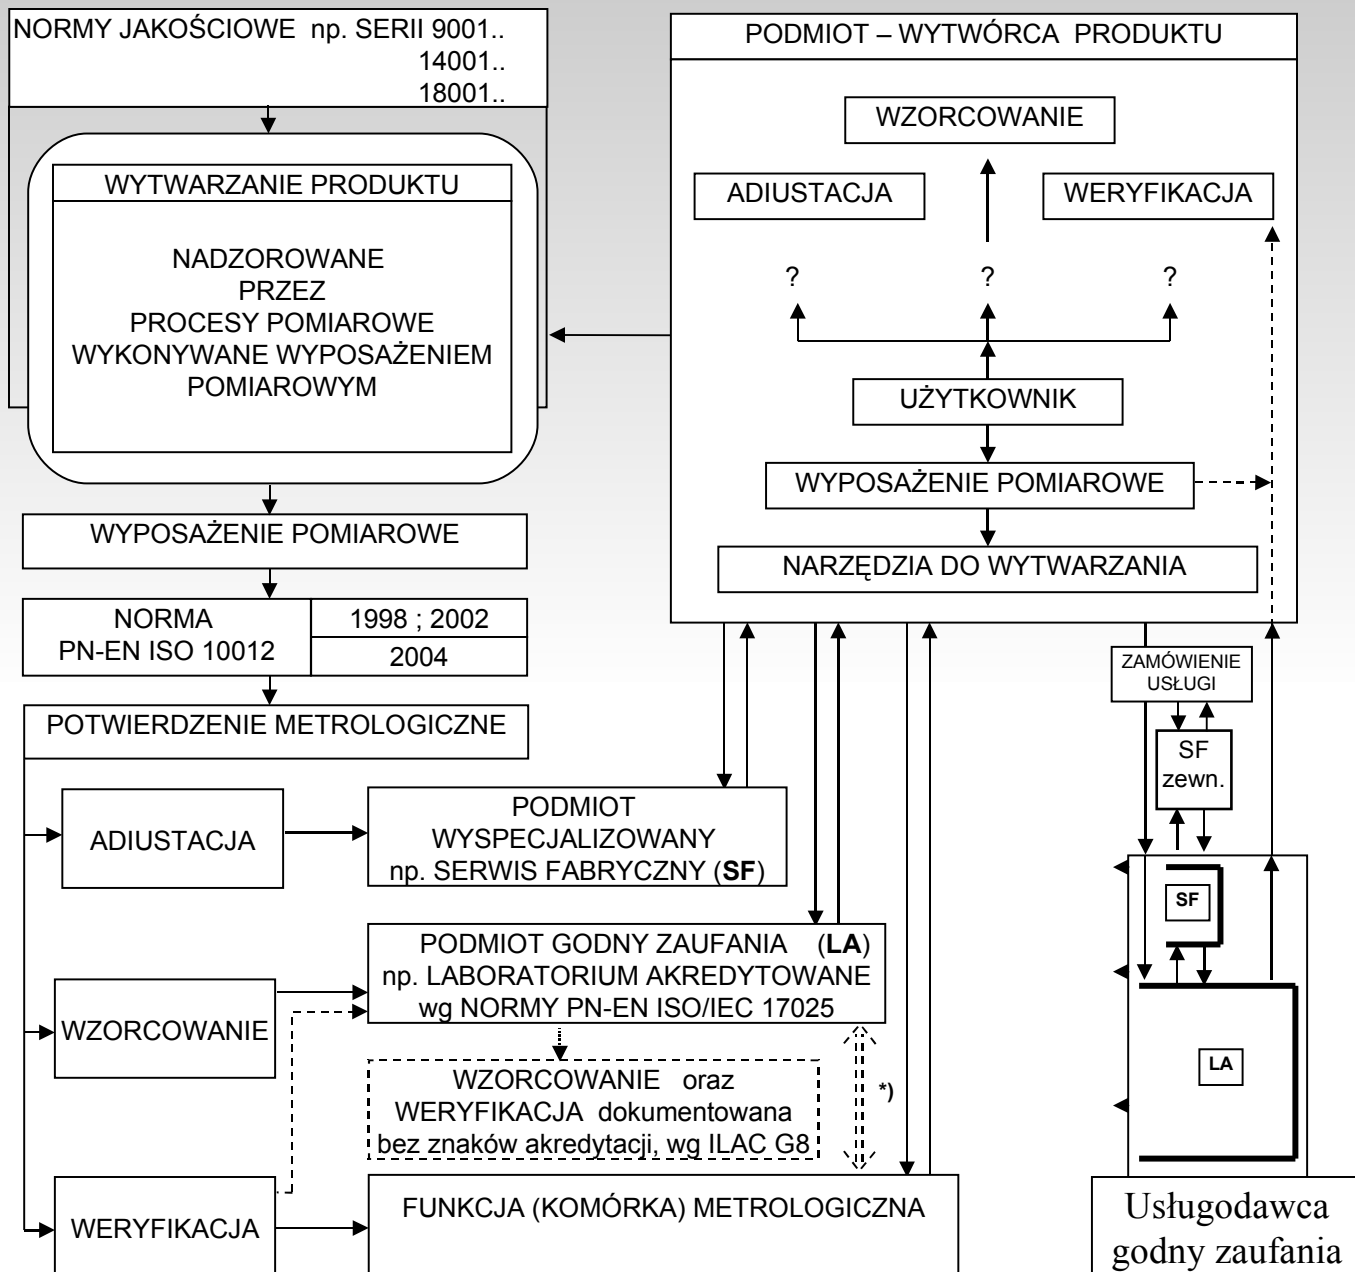 NORMY JAKOŚCIOWE np. SERII 9001..
14001..
18001..
WYTWARZANIE PRODUKTU
NADZOROWANE
PRZEZ
PROCESY POMIAROWE
WYKONYWANE WYPOSAŻENIEM
POMIAROWYM
WYPOSAŻENIE POMIAROWE
NORMA
PN-EN ISO 10012
1998 ; 2002
2004
POTWIERDZENIE METROLOGICZNE
ADIUSTACJA
WZORCOWANIE
WERYFIKACJA
PODMIOT
WYSPECJALIZOWANY
np. SERWIS FABRYCZNY (SF)
PODMIOT GODNY ZAUFANIA (LA)
np. LABORATORIUM AKREDYTOWANE
wg NORMY PN-EN ISO/IEC 17025
WZORCOWANIE oraz
WERYFIKACJA dokumentowana
bez znaków akredytacji, wg ILAC G8
*)
FUNKCJA (KOMÓRKA) METROLOGICZNA
PODMIOT – WYTWÓRCA PRODUKTU
WZORCOWANIE
ADIUSTACJA
WERYFIKACJA
? ? ?
UŻYTKOWNIK
WYPOSAŻENIE POMIAROWE
NARZĘDZIA DO WYTWARZANIA
ZAMÓWIENIE
USŁUGI
SF
zewn.
SF
LA
Usługodawca
godny zaufania